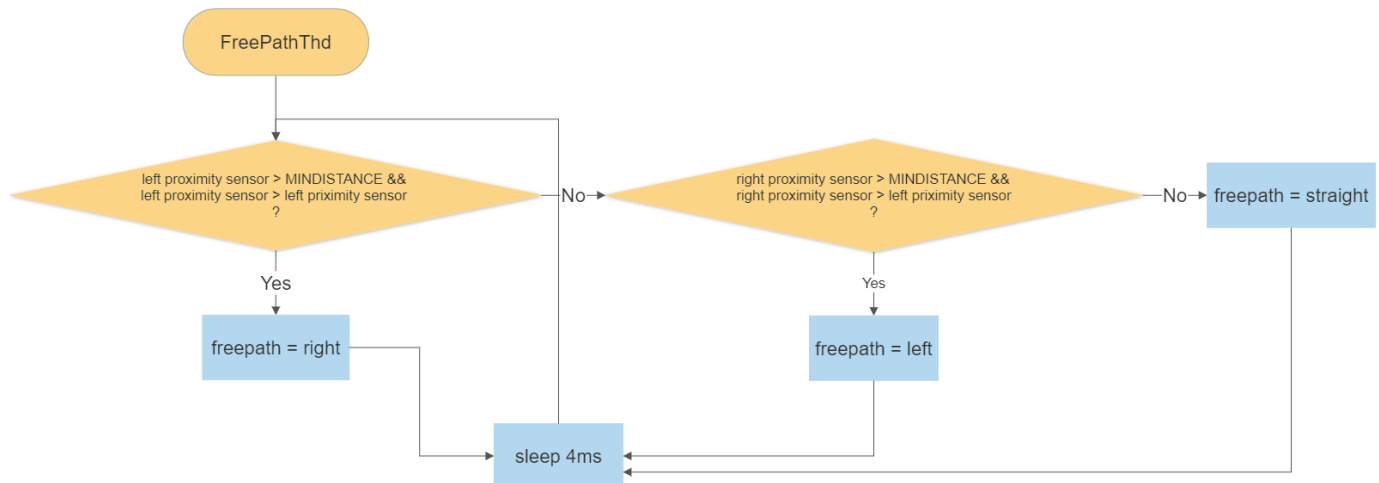 FreePathThd
left proximity sensor > MINDISTANCE &&
left proximity sensor > left priximity sensor
?
No
right proximity sensor > MINDISTANCE &&
right proximity sensor > left priximity sensor
?
No
freepath = straight
Yes
Yes
freepath = right
freepath = left
sleep 4ms